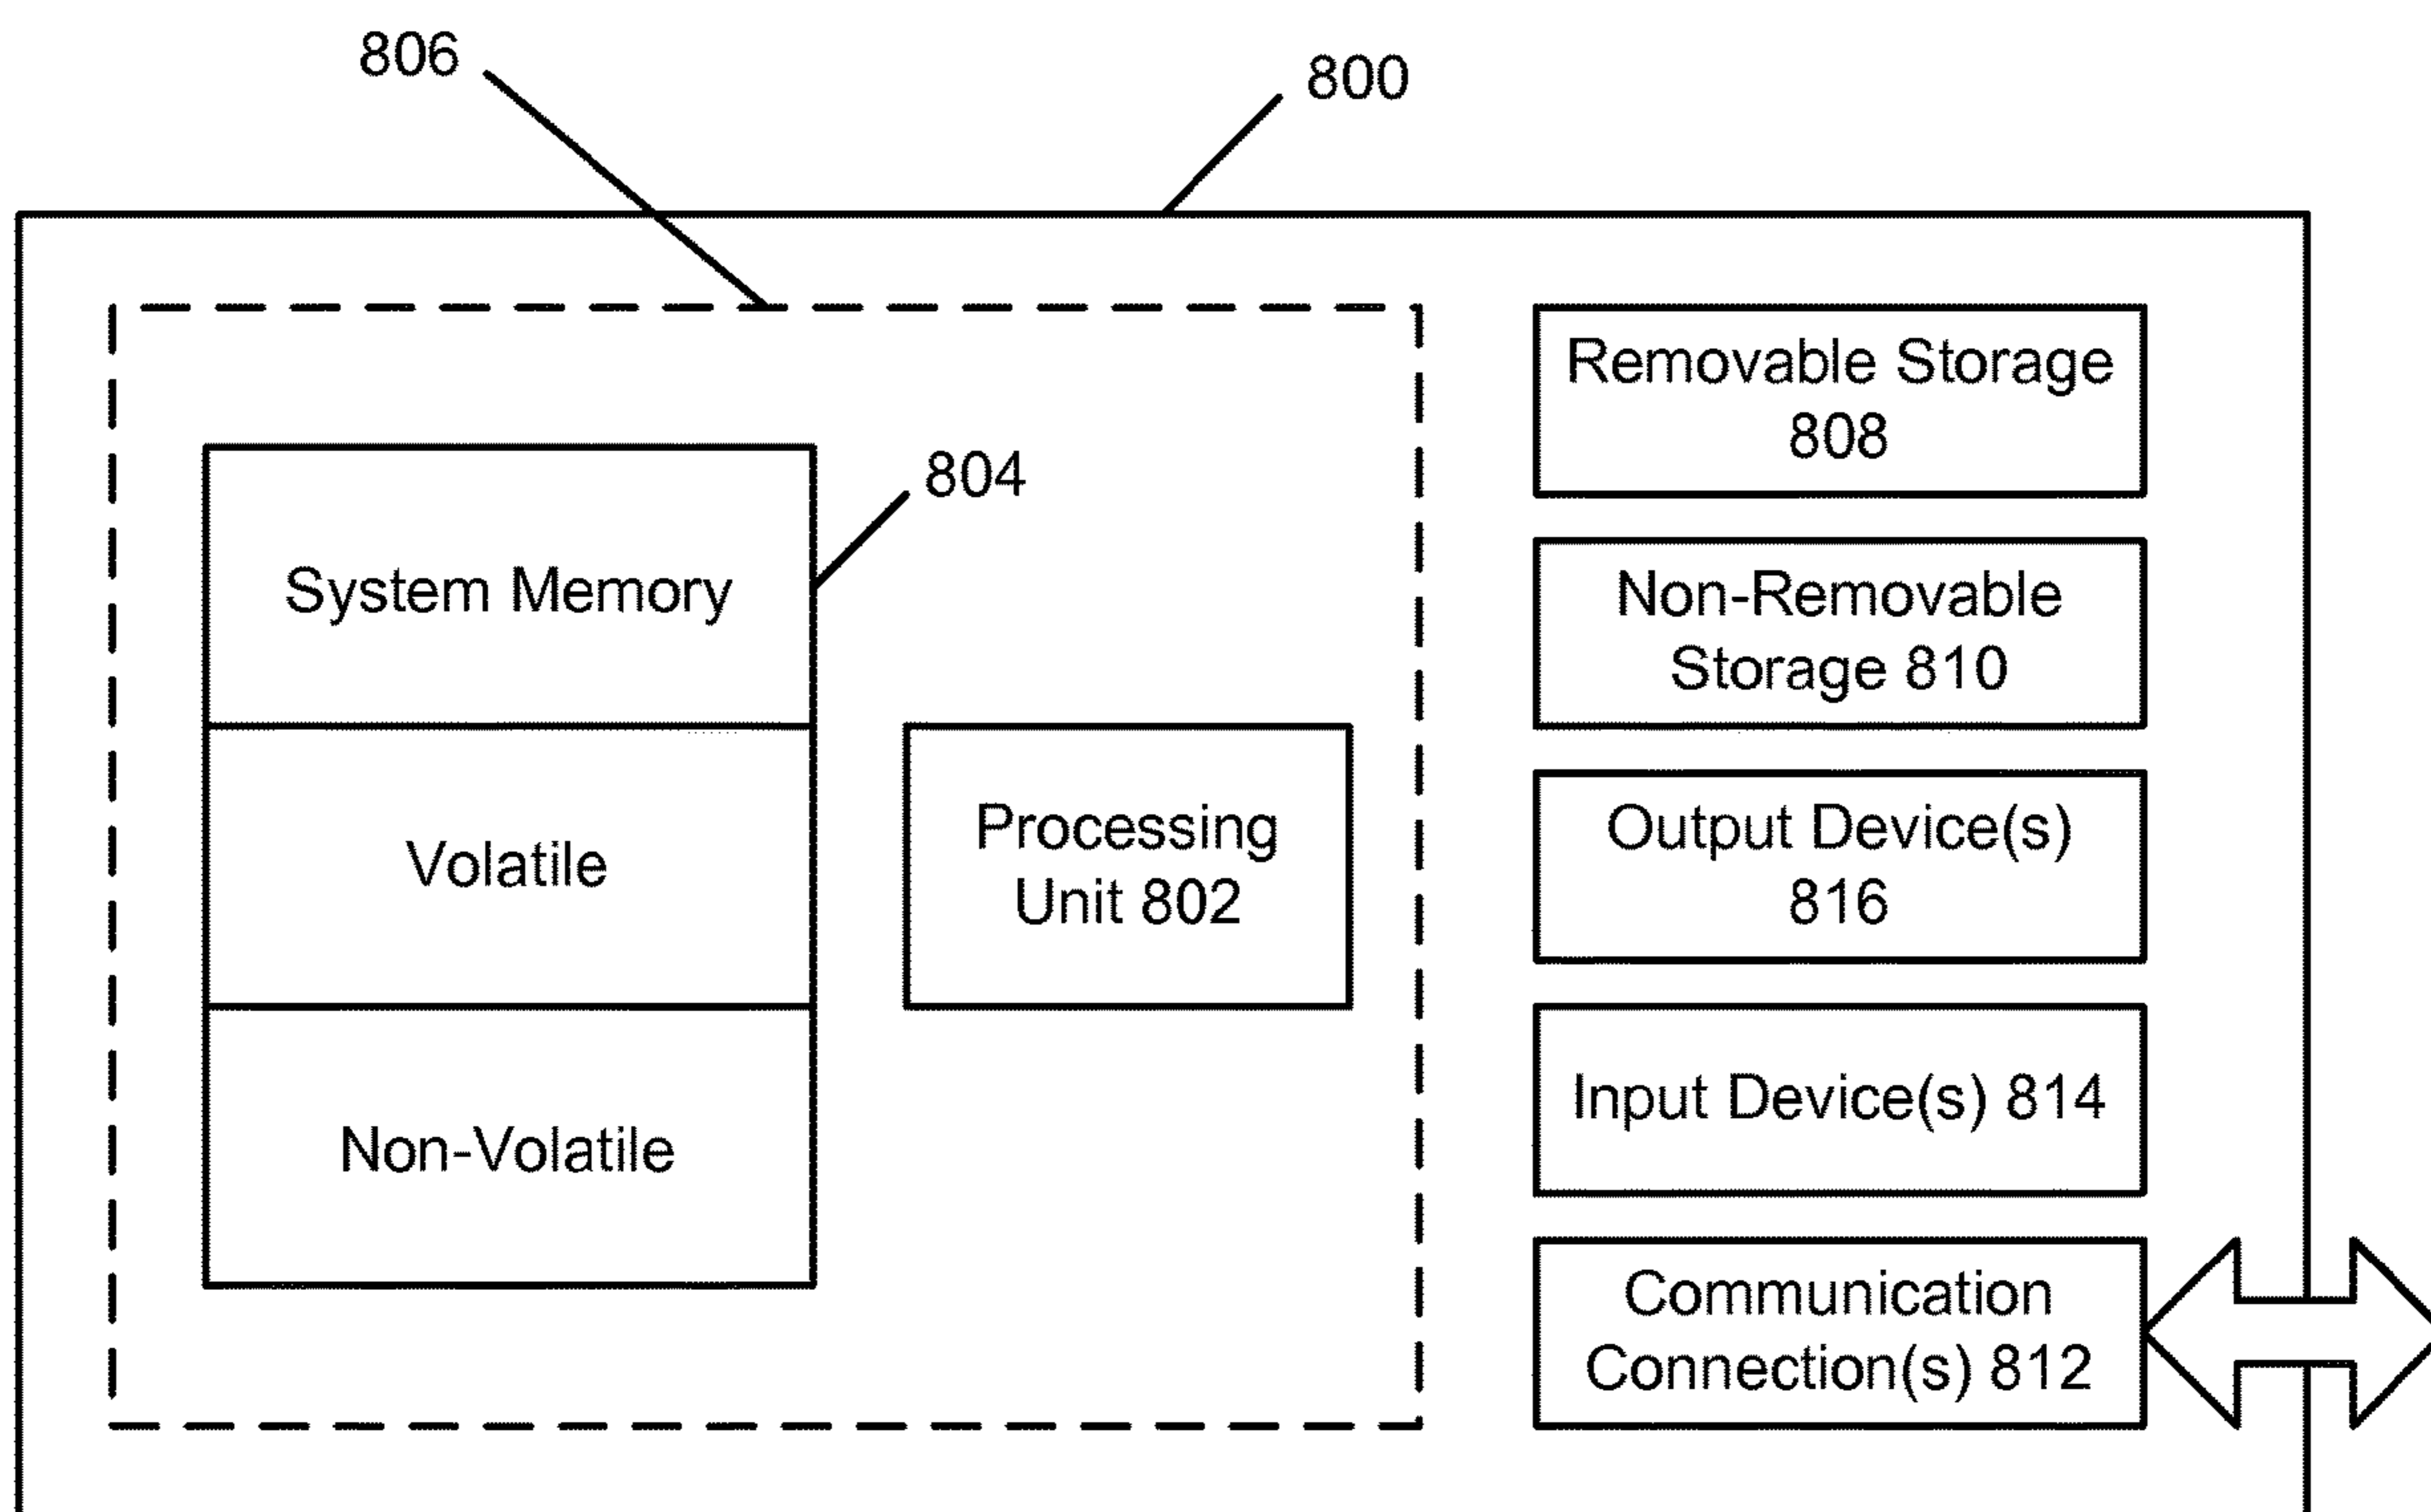 806
800
Removable Storage
808
804
System Memory
Non-Removable
Storage 810
Volatile
Processing
Unit 802
Output Device(s)
816
Non-Volatile
Input Device(s) 814
Communication
Connection(s) 812